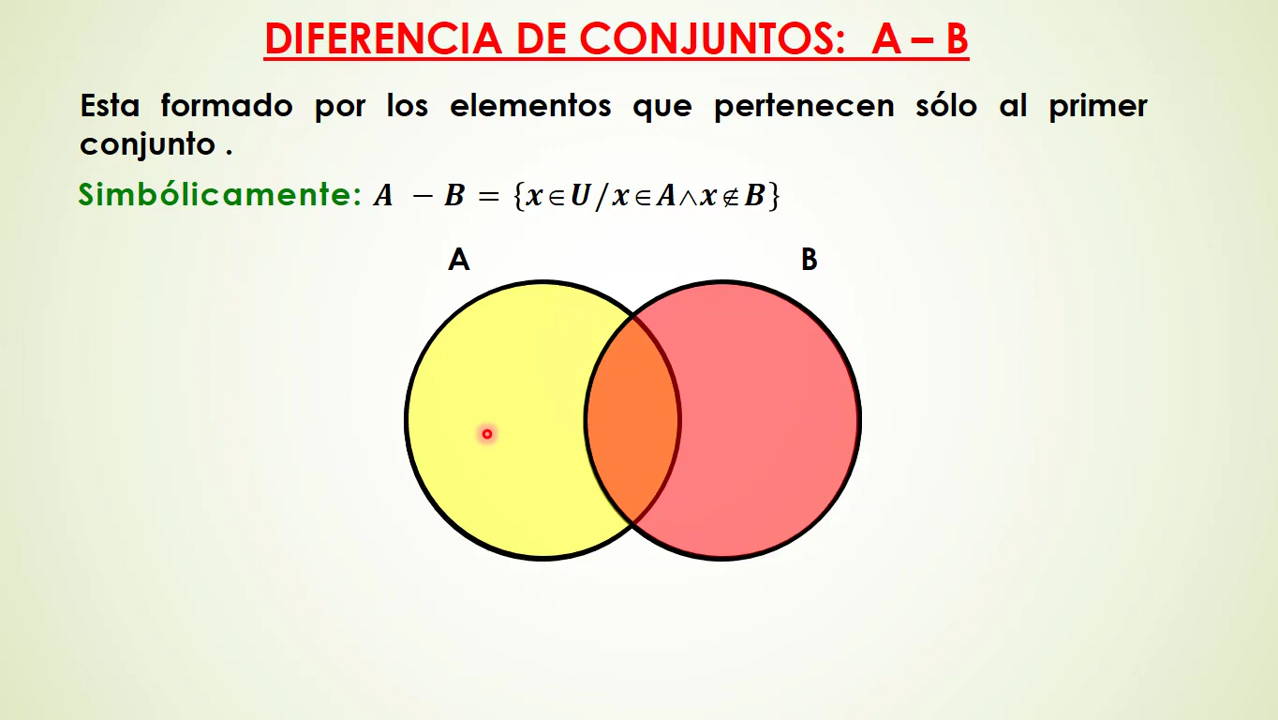 DIFERENCIA DE CONJUNTOS: A – B
Esta formado por los elementos que pertenecen sólo al primer
conjunto .
Simbólicamente: A − B = {x∈U/x∈A∧x∉B}
A B